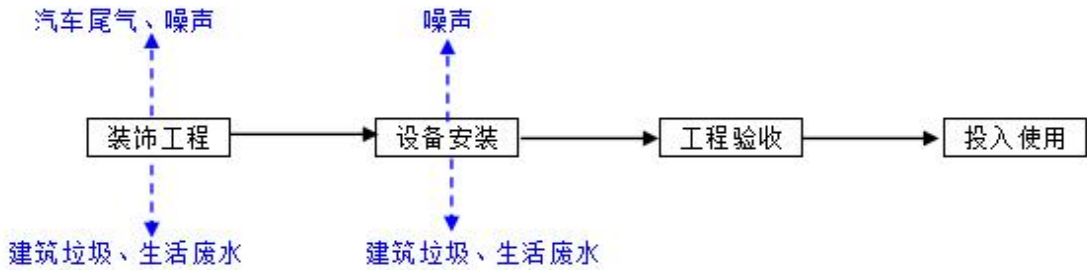 汽车尾气、噪声
噪声
装饰工程
设备安装
工程验收
投入使用
建筑垃圾、生活废水
建筑垃圾、生活废水